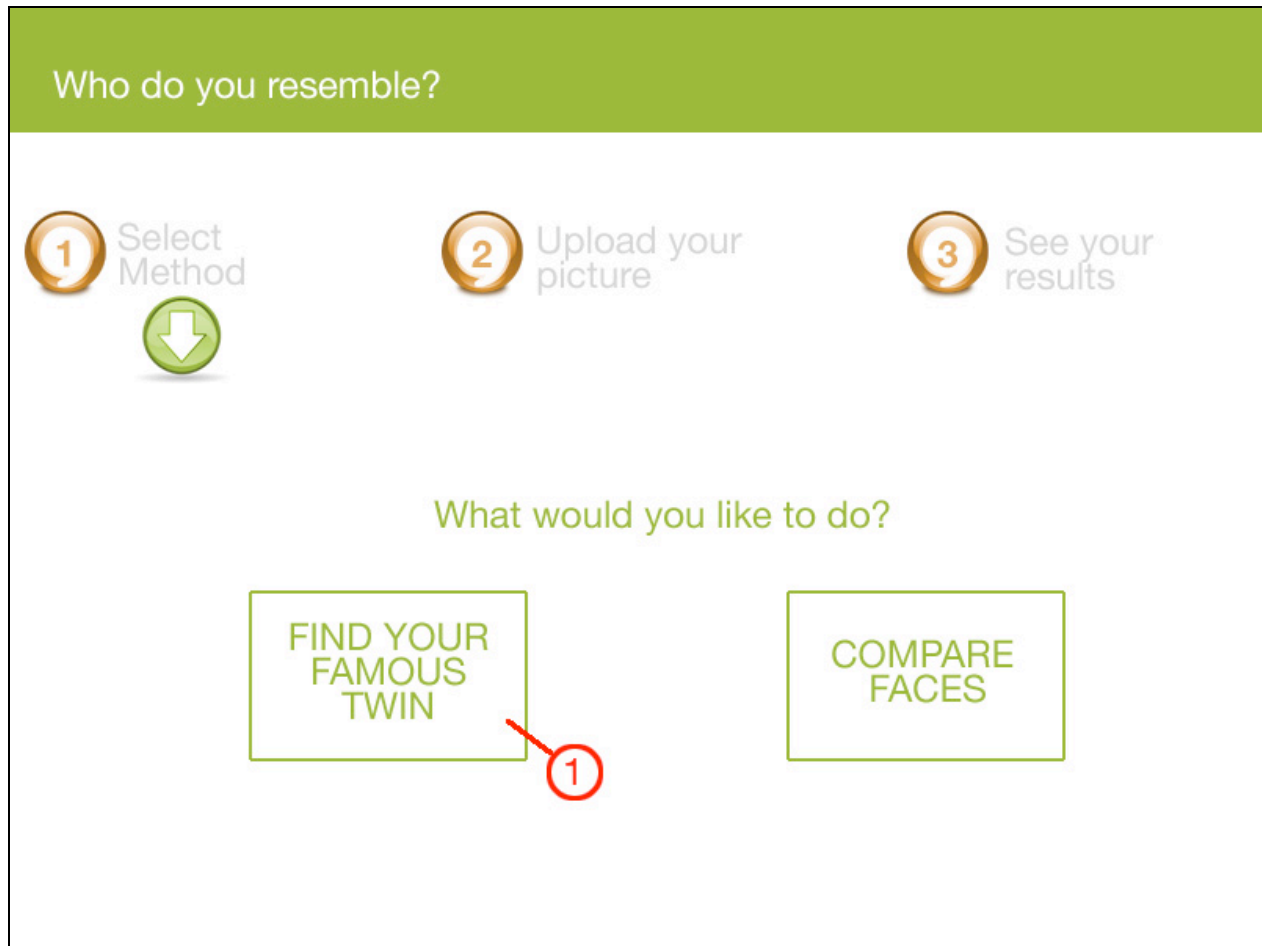 Who do you resemble?
1
Select
Method
2
Upload your
picture
3
See your
results
What would you like to do?
FIND YOUR
FAMOUS
TWIN
COMPARE
FACES
1